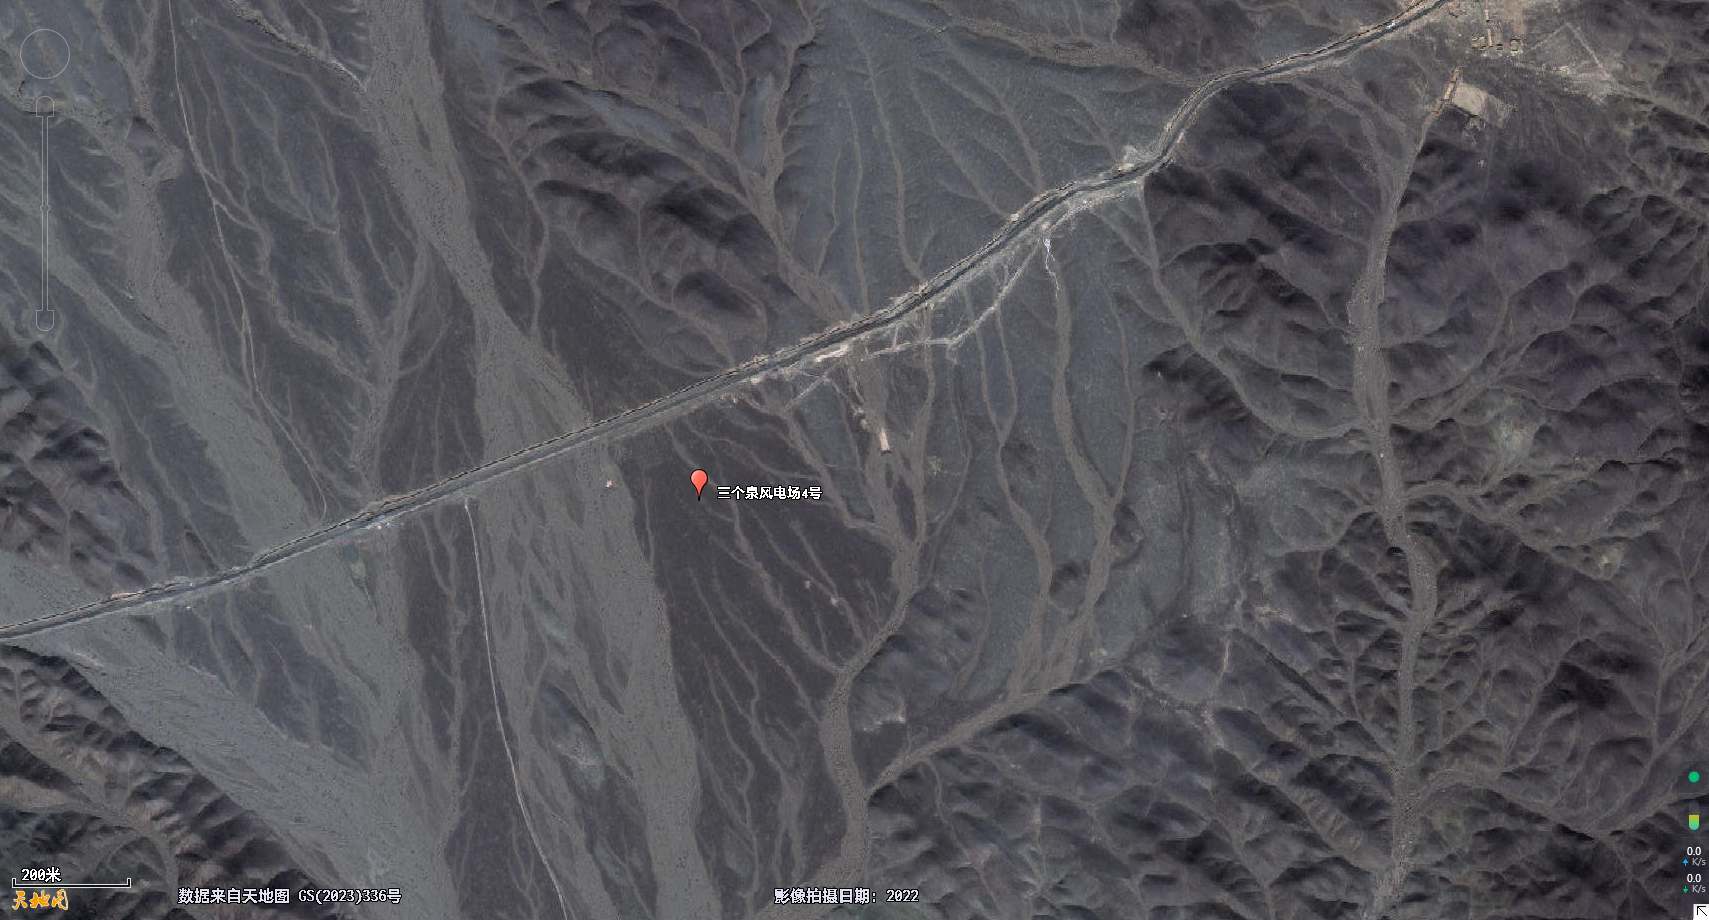 三个泉风电场4号
0.0
K/s
0.0
K/s
200米
天地图
数据来自天地图 GS(2023)336号
影像拍摄日期: 2022